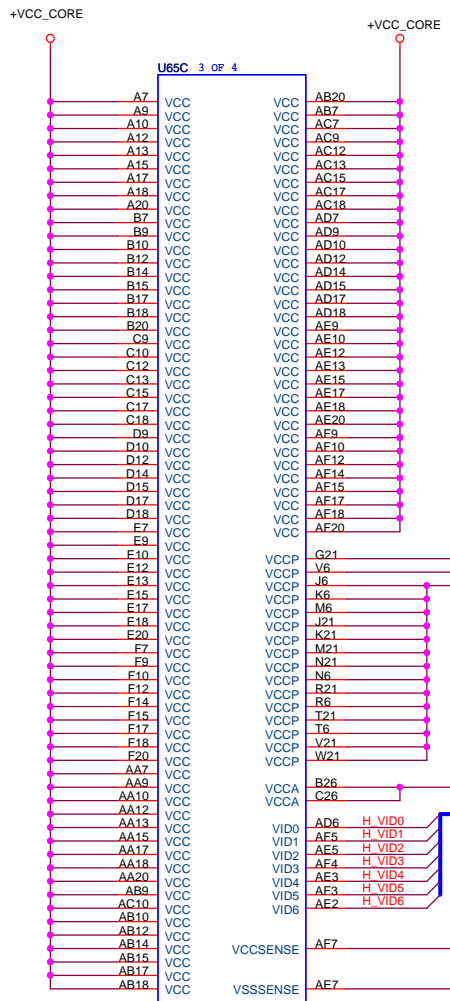 +VCC_CORE +VCC_CORE
U65C 3 OF 4
A7 VCC VCC AB20
A9 VCC VCC AB7
A10 VCC VCC AC7
A12 VCC VCC AC9
A13 VCC VCC AC12
A15 VCC VCC AC13
A17 VCC VCC AC15
A18 VCC VCC AC17
A20 VCC VCC AC18
B7 VCC VCC AD7
B9 VCC VCC AD9
B10 VCC VCC AD10
B12 VCC VCC AD12
B14 VCC VCC AD14
B15 VCC VCC AD15
B17 VCC VCC AD17
B18 VCC VCC AD18
B20 VCC VCC AE9
C9 VCC VCC AE10
C10 VCC VCC AE12
C12 VCC VCC AE13
C13 VCC VCC AE15
C15 VCC VCC AE17
C17 VCC VCC AE18
C18 VCC VCC AE20
D9 VCC VCC AF9
D10 VCC VCC AF10
D12 VCC VCC AF12
D14 VCC VCC AF14
D15 VCC VCC AF15
D17 VCC VCC AF17
D18 VCC VCC AF18
E7 VCC VCC AF20
E9 VCC
E10 VCC VCCP G21
E12 VCC VCCP V6
E13 VCC VCCP J6
E15 VCC VCCP K6
E17 VCC VCCP M6
E18 VCC VCCP J21
E20 VCC VCCP K21
F7 VCC VCCP M21
F9 VCC VCCP N21
F10 VCC VCCP N6
F12 VCC VCCP R21
F14 VCC VCCP R6
F15 VCC VCCP T21
F17 VCC VCCP T6
F18 VCC VCCP V21
F20 VCC VCCP W21
AA7 VCC
AA9 VCC VCCA B26
AA10 VCC VCCA C26
AA12 VCC
AA13 VCC VID0 AD6 H_VID0
AA15 VCC VID1 AF5 H_VID1
AA17 VCC VID2 AE5 H_VID2
AA18 VCC VID3 AF4 H_VID3
AA20 VCC VID4 AE3 H_VID4
AB9 VCC VID5 AF3 H_VID5
AC10 VCC VID6 AE2 H_VID6
AB10 VCC
AB12 VCC
AB14 VCC VCCSENSE AF7
AB15 VCC
AB17 VCC
AB18 VCC VSSSENSE AE7